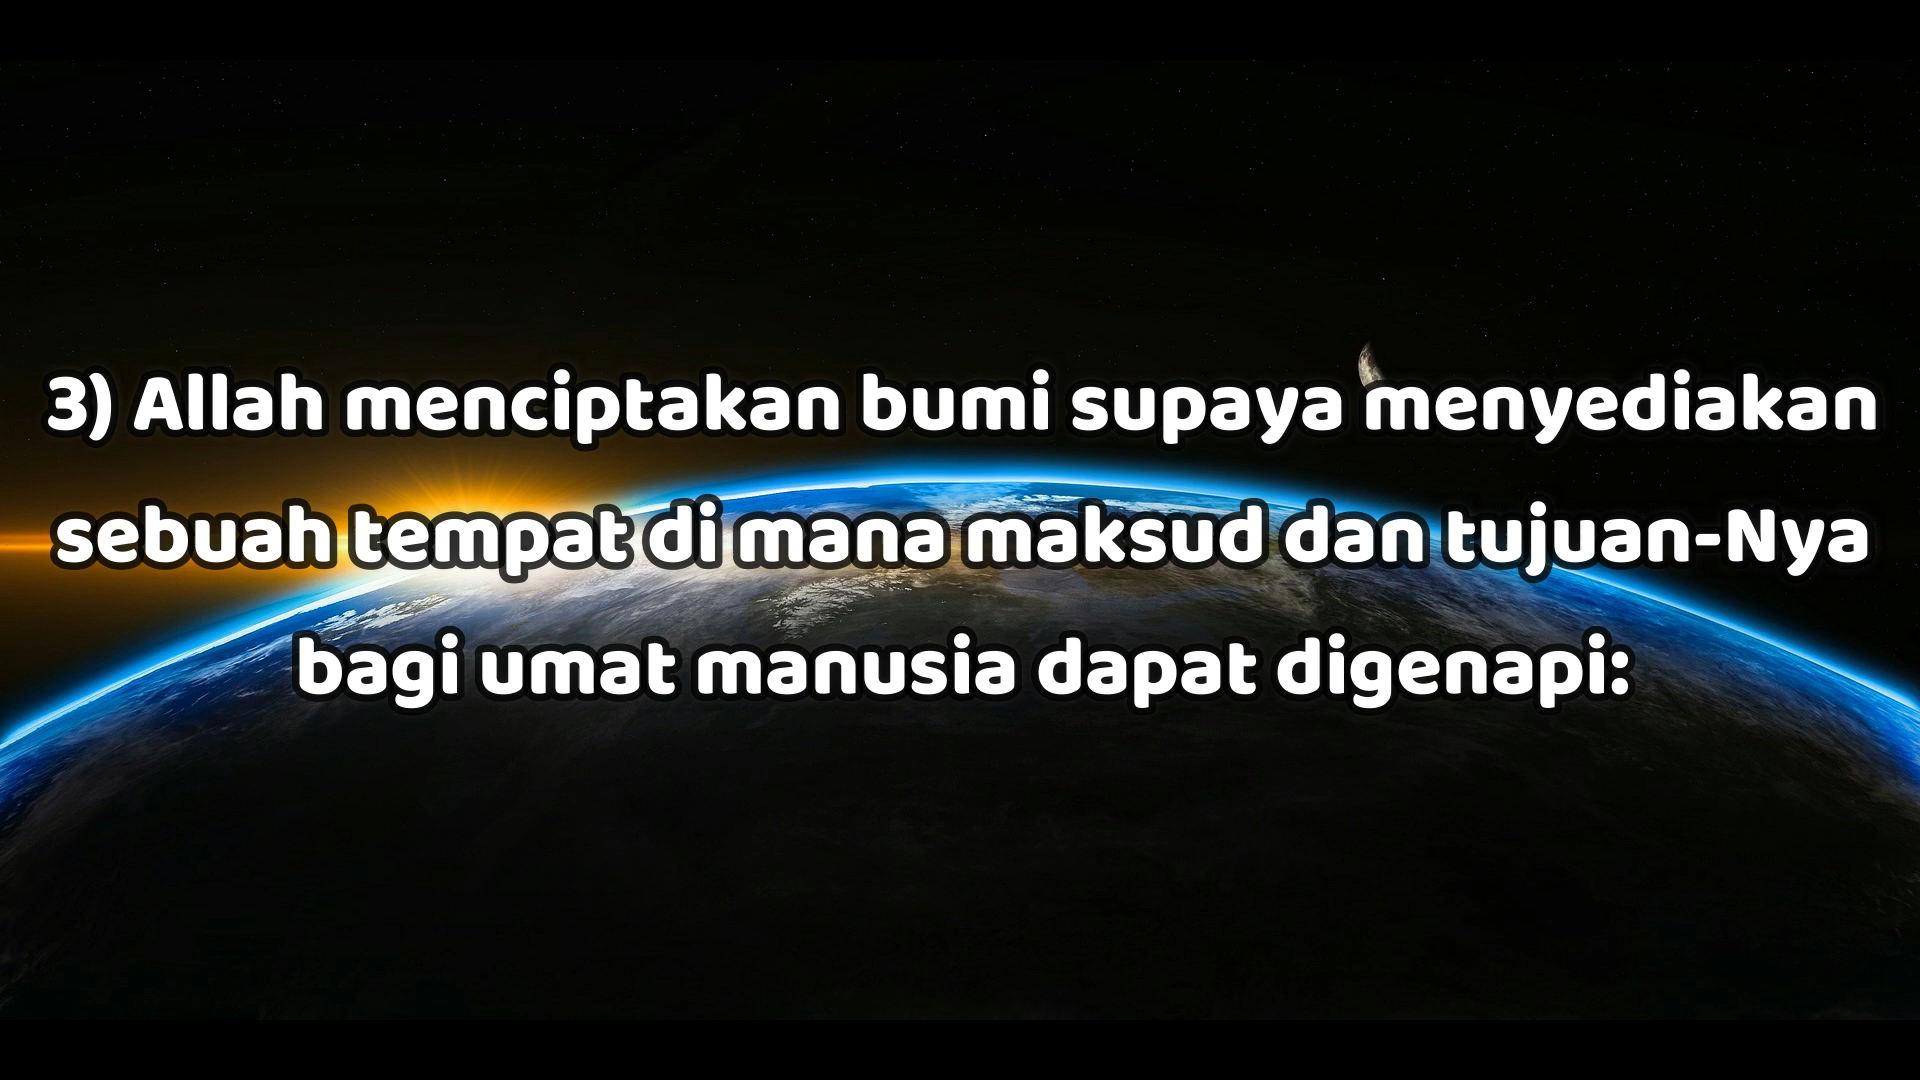 3) Allah menciptakan bumi supaya menyediakan
sebuah tempat di mana maksud dan tujuan-Nya
bagi umat manusia dapat digenapi: